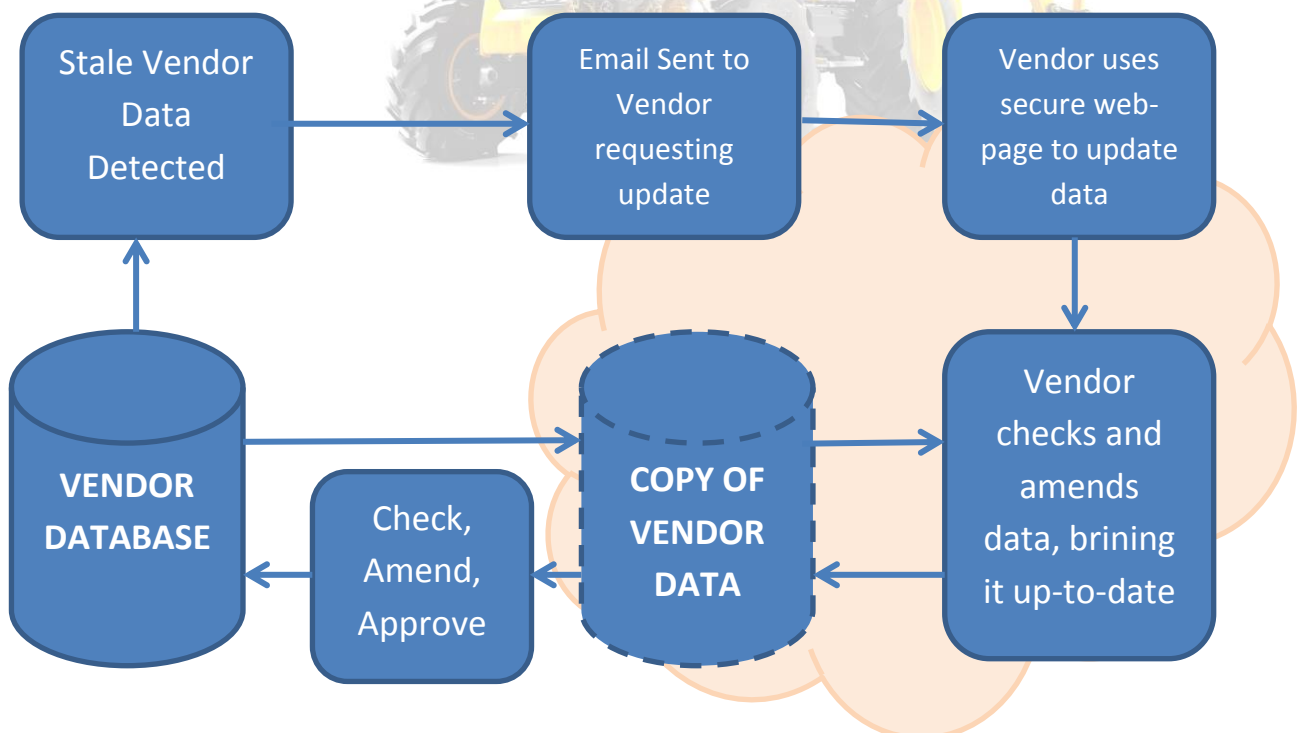 Stale Vendor
Data
Detected
Email Sent to
Vendor
requesting
update
Vendor uses
secure web-
page to update
data
VENDOR
DATABASE
Check,
Amend,
Approve
COPY OF
VENDOR
DATA
Vendor
checks and
amends
data, brining
it up-to-date